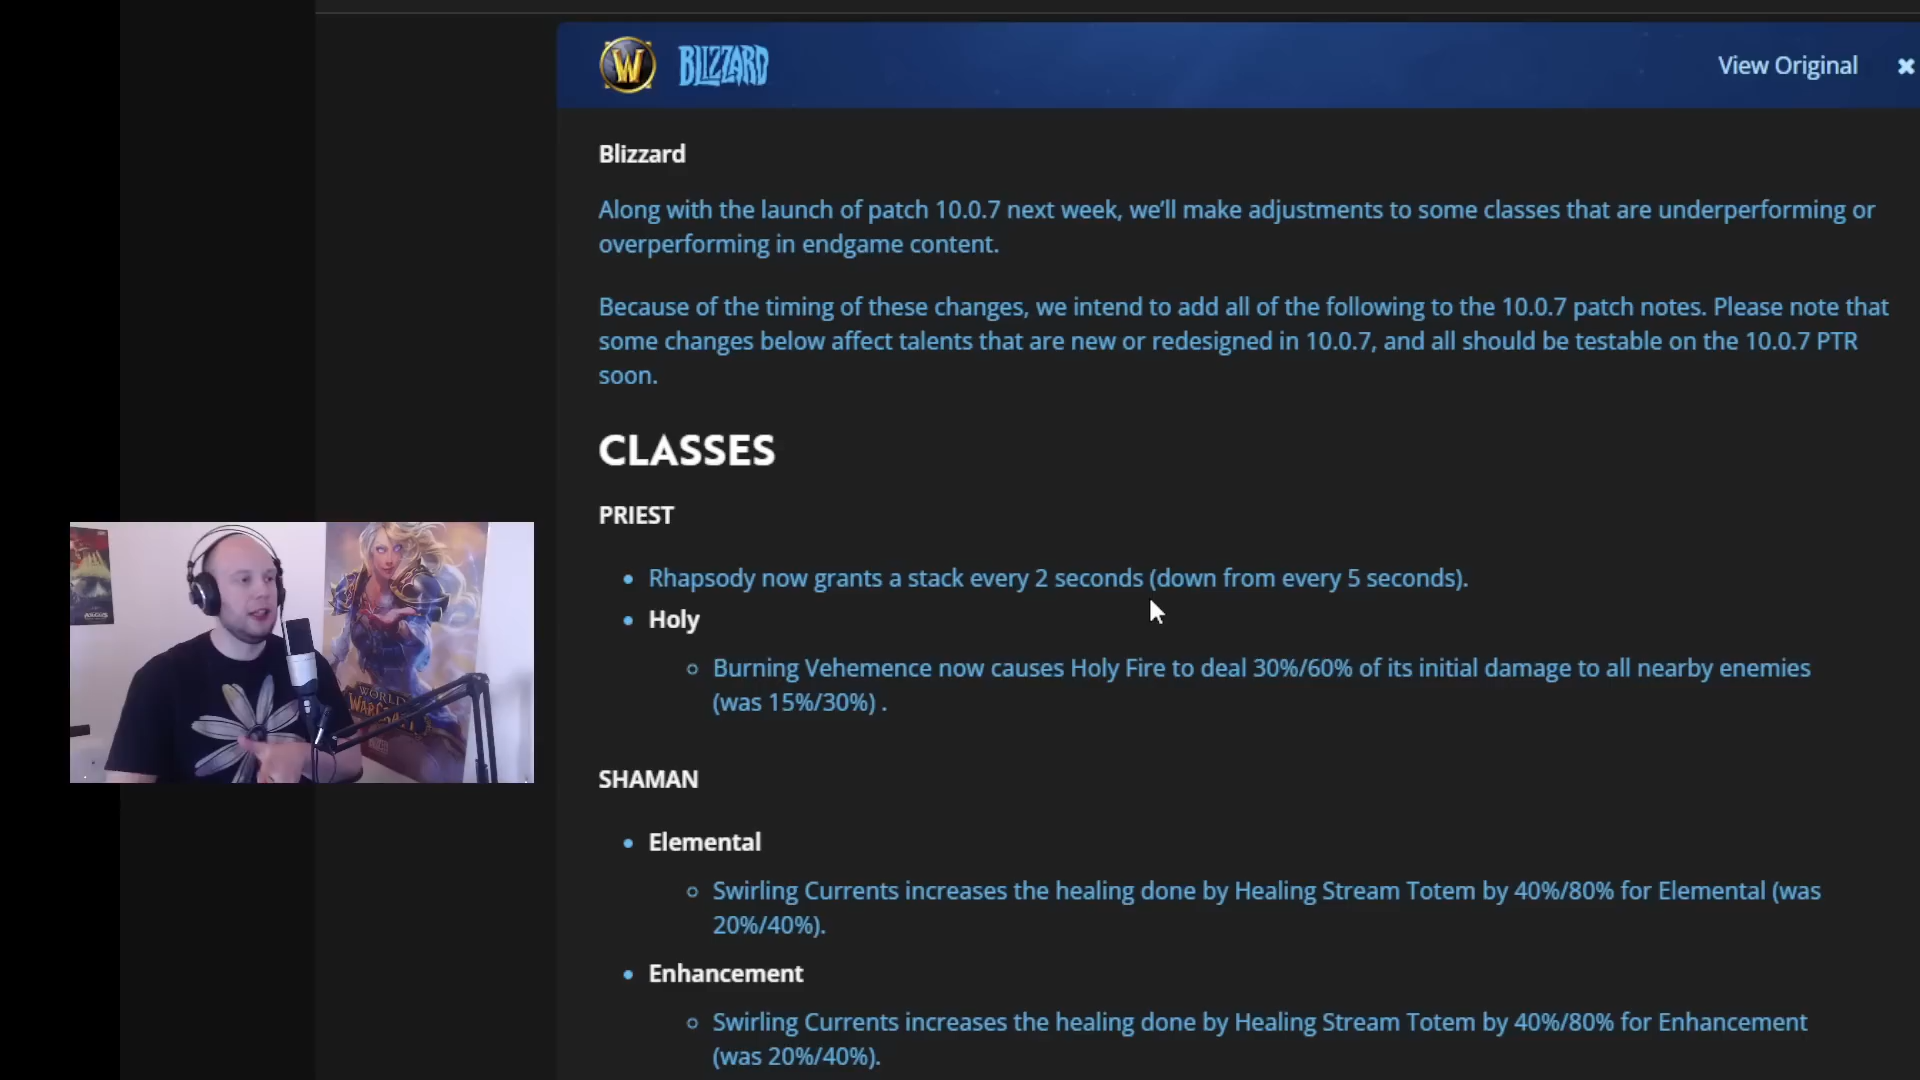 W BLIZZARD View Original ✖
Blizzard
Along with the launch of patch 10.0.7 next week, we’ll make adjustments to some classes that are underperforming or
overperforming in endgame content.
Because of the timing of these changes, we intend to add all of the following to the 10.0.7 patch notes. Please note that
some changes below affect talents that are new or redesigned in 10.0.7, and all should be testable on the 10.0.7 PTR
soon.
CLASSES
PRIEST
Rhapsody now grants a stack every 2 seconds (down from every 5 seconds).
Holy
Burning Vehemence now causes Holy Fire to deal 30%/60% of its initial damage to all nearby enemies
(was 15%/30%) .
ARGUS
WORLD
WARCRAFT
SHAMAN
Elemental
Swirling Currents increases the healing done by Healing Stream Totem by 40%/80% for Elemental (was
20%/40%).
Enhancement
Swirling Currents increases the healing done by Healing Stream Totem by 40%/80% for Enhancement
(was 20%/40%).